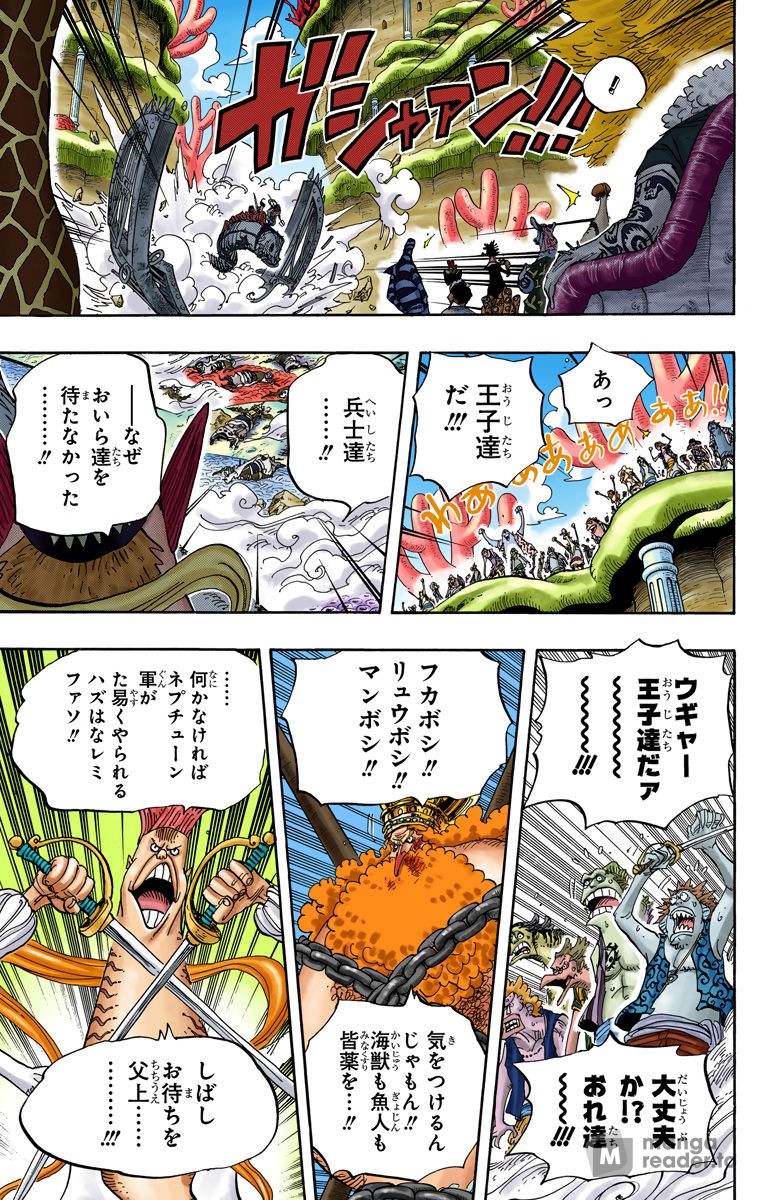 ガシャアン!!!
!
あっ
王子達
だ!!!
わああああああ!!
兵士達
………!!
――なぜ
おいら達を
待たなかった
………!!
ウギャー
王子達だァ
〜〜〜〜
〜〜〜!!!
大丈夫
か!?
おれ達
〜〜〜!!!
フカボシ!!
リュウボシ!!
マンボシ!!
気をつけるん
じゃもん!!
海獣も魚人も
皆薬を…!!
……
何かなければ
ネプチューン
軍が
た易くやられる
ハズはなレミ
ファソ!!
しばし
お待ちを
父上…
………!!!
manga
readerito